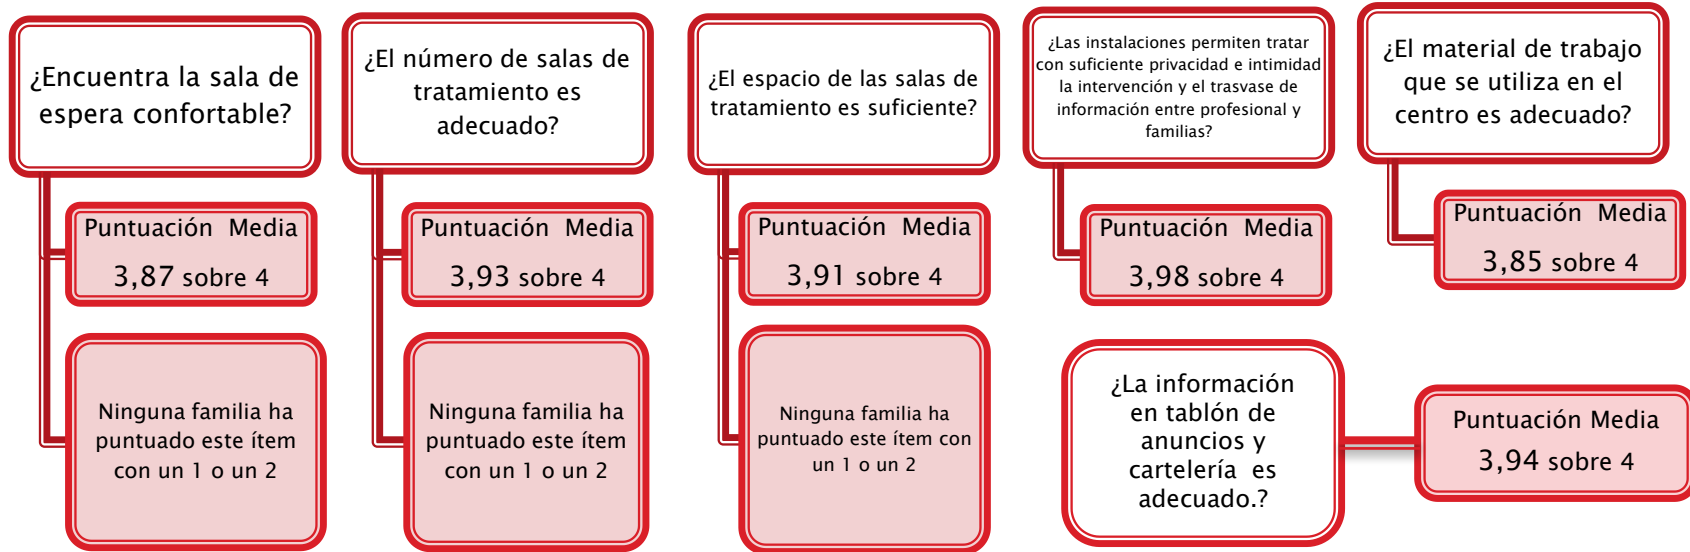 ¿Encuentra la sala de
espera confortable?
Puntuación Media
3,87 sobre 4
Ninguna familia ha
puntuado este ítem
con un 1 o un 2
¿El número de salas de
tratamiento es
adecuado?
Puntuación Media
3,93 sobre 4
Ninguna familia ha
puntuado este ítem
con un 1 o un 2
¿El espacio de las salas de
tratamiento es suficiente?
Puntuación Media
3,91 sobre 4
Ninguna familia ha
puntuado este ítem con
un 1 o un 2
¿Las instalaciones permiten tratar
con suficiente privacidad e intimidad
la intervención y el trasvase de
información entre profesional y
familias?
Puntuación Media
3,98 sobre 4
¿El material de trabajo
que se utiliza en el
centro es adecuado?
Puntuación Media
3,85 sobre 4
¿La información
en tablón de
anuncios y
cartelería es
adecuado.?
Puntuación Media
3,94 sobre 4